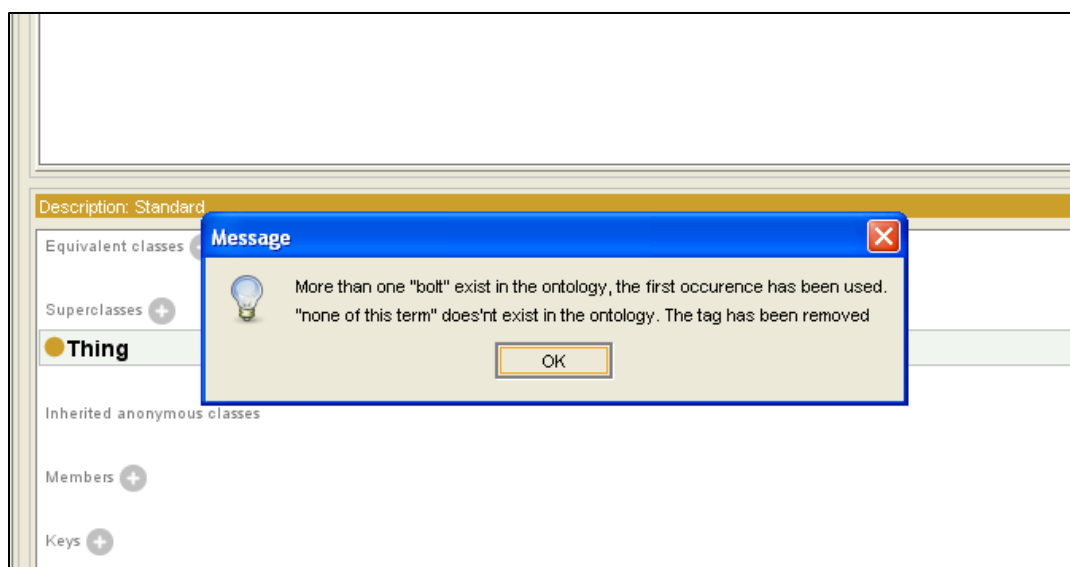 Description: Standard
Equivalent classes
Message
More than one "bolt" exist in the ontology, the first occurence has been used.
"none of this term" does'nt exist in the ontology. The tag has been removed
OK
Superclasses
Thing
Inherited anonymous classes
Members
Keys